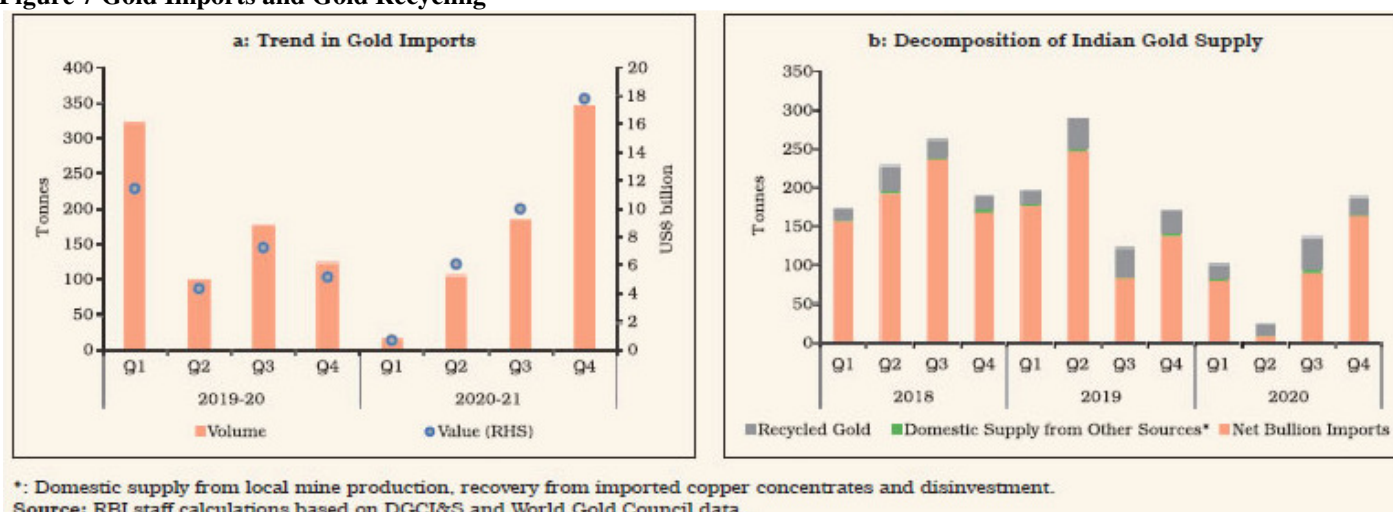 Figure 7 Gold Imports and Gold Recycling
a: Trend in Gold Imports
400
350
300
250
200
150
100
50
0
Tonnes
20
18
16
14
12
10
8
6
4
2
0
US$ billion
Q1 Q2 Q3 Q4 Q1 Q2 Q3 Q4
2019-20 2020-21
Volume Value (RHS)
b: Decomposition of Indian Gold Supply
350
300
250
200
150
100
50
0
Tonnes
Q1 Q2 Q3 Q4 Q1 Q2 Q3 Q4 Q1 Q2 Q3 Q4
2018 2019 2020
Recycled Gold Domestic Supply from Other Sources* Net Bullion Imports
*: Domestic supply from local mine production, recovery from imported copper concentrates and disinvestment.
Source: RBI staff calculations based on DGCI&S and World Gold Council data